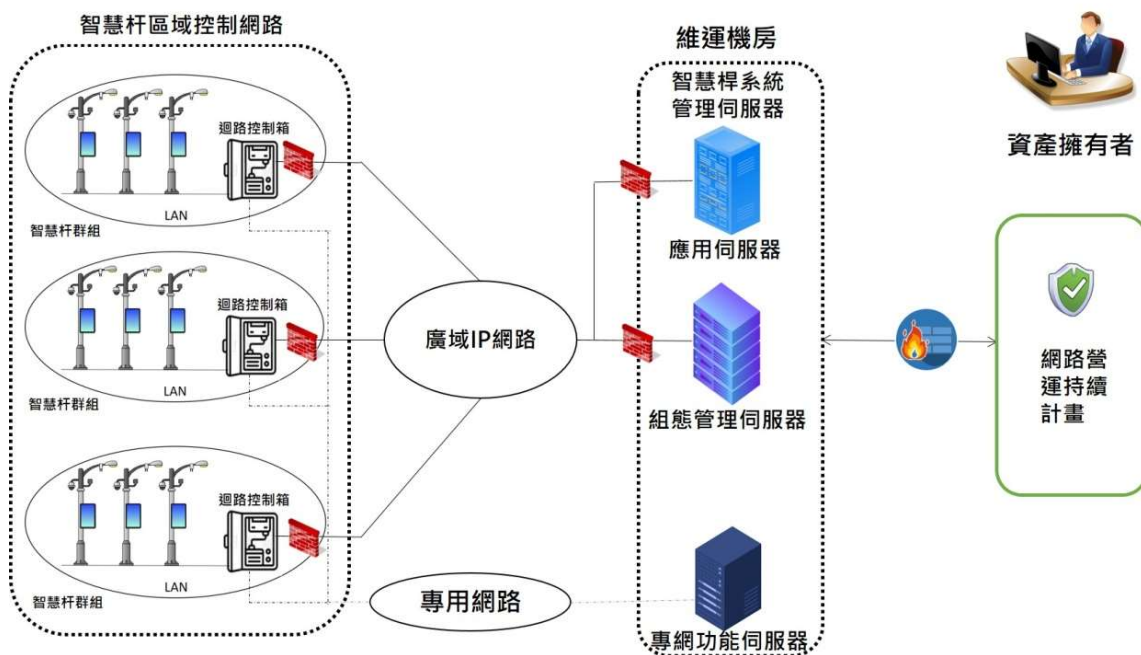 智慧杆區域控制網路
迴路控制箱
LAN
智慧杆群組
迴路控制箱
LAN
智慧杆群組
迴路控制箱
LAN
智慧杆群組
廣域IP網路
專用網路
維運機房
智慧桿系統
管理伺服器
應用伺服器
組態管理伺服器
專網功能伺服器
資產擁有者
網路營
運持續
計畫